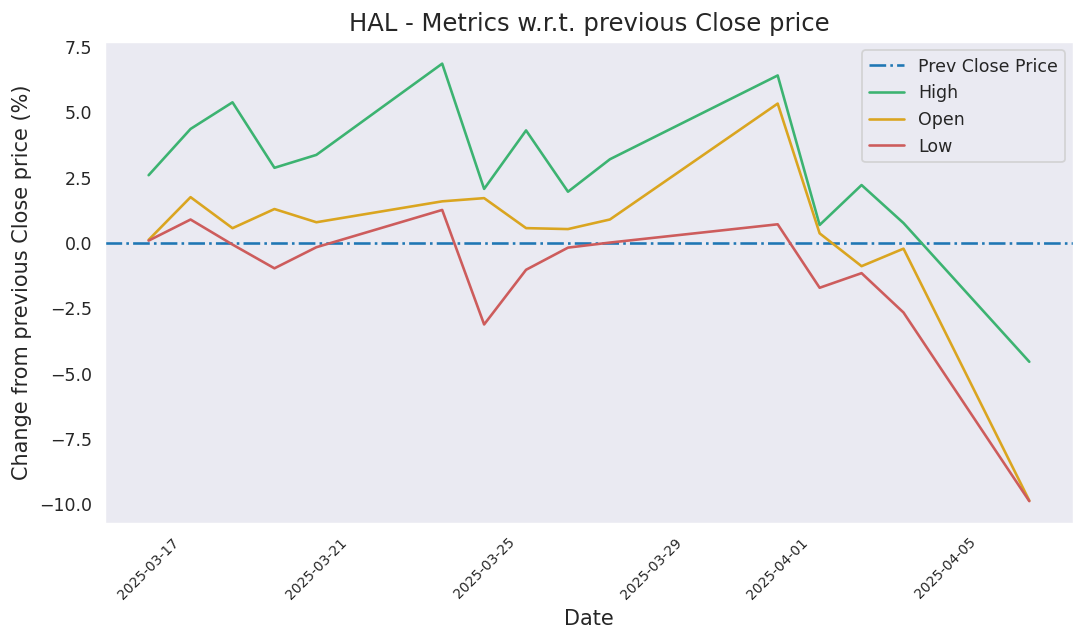 HAL - Metrics w.r.t. previous Close price
Change from previous Close price (%)
7.5
5.0
2.5
0.0
−2.5
−5.0
−7.5
−10.0
Prev Close Price
High
Open
Low
2025-03-17
2025-03-21
2025-03-25
2025-03-29
2025-04-01
2025-04-05
Date